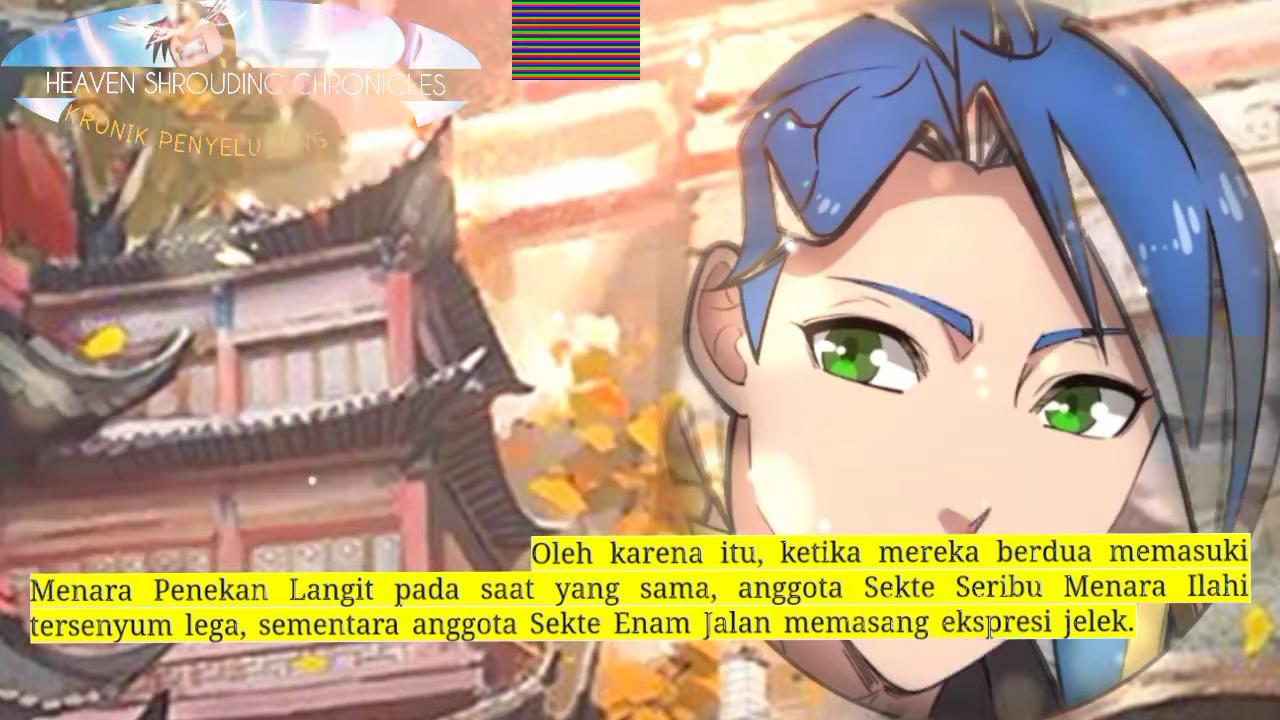 HEAVEN SHROUDING CHRONICLES
KRONIK
Oleh karena itu, ketika mereka berdua memasuki
Menara Penekan Langit pada saat yang sama, anggota Sekte Seribu Menara Ilahi
tersenyum lega, sementara anggota Sekte Enam Jalan memasang ekspresi jelek.